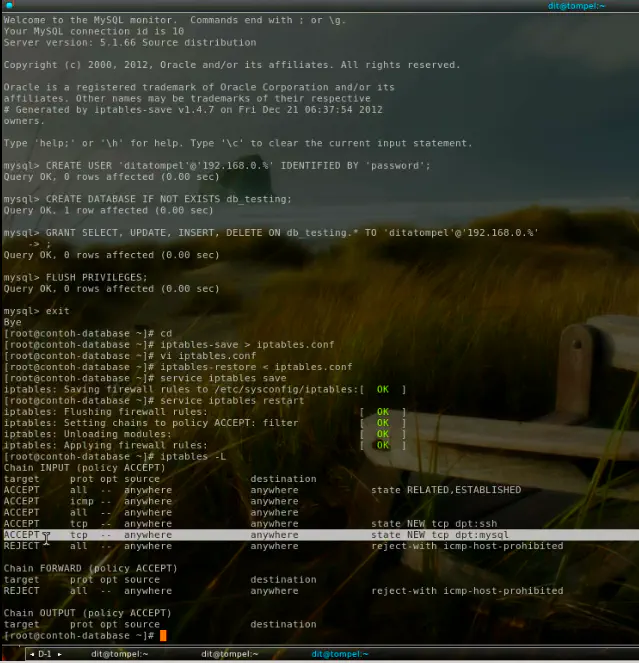 dit@tompel:~
Welcome to the MySQL monitor.  Commands end with ; or \g.
Your MySQL connection id is 10
Server version: 5.1.66 Source distribution
Copyright (c) 2000, 2012, Oracle and/or its affiliates. All rights reserved.
Oracle is a registered trademark of Oracle Corporation and/or its
affiliates. Other names may be trademarks of their respective
# Generated by iptables-save v1.4.7 on Fri Dec 21 06:37:54 2012
owners.
Type 'help;' or '\h' for help. Type '\c' to clear the current input statement.
mysql> CREATE USER 'ditatompel'@'192.168.0.%' IDENTIFIED BY 'password';
Query OK, 0 rows affected (0.00 sec)
mysql> CREATE DATABASE IF NOT EXISTS db_testing;
Query OK, 1 row affected (0.00 sec)
mysql> GRANT SELECT, UPDATE, INSERT, DELETE ON db_testing.* TO 'ditatompel'@'192.168.0.%'
    -> ;
Query OK, 0 rows affected (0.00 sec)
mysql> FLUSH PRIVILEGES;
Query OK, 0 rows affected (0.00 sec)
mysql> exit
Bye
[root@contoh-database ~]# cd
[root@contoh-database ~]# iptables-save > iptables.conf
[root@contoh-database ~]# vi iptables.conf
[root@contoh-database ~]# iptables-restore < iptables.conf
[root@contoh-database ~]# service iptables save
iptables: Saving firewall rules to /etc/sysconfig/iptables:[  OK  ]
[root@contoh-database ~]# service iptables restart
iptables: Flushing firewall rules:                         [  OK  ]
iptables: Setting chains to policy ACCEPT: filter          [  OK  ]
iptables: Unloading modules:                               [  OK  ]
iptables: Applying firewall rules:                         [  OK  ]
[root@contoh-database ~]# iptables -L
Chain INPUT (policy ACCEPT)
target     prot opt source               destination
ACCEPT     all  --  anywhere             anywhere             state RELATED,ESTABLISHED
ACCEPT     icmp --  anywhere             anywhere
ACCEPT     all  --  anywhere             anywhere
ACCEPT     tcp  --  anywhere             anywhere             state NEW tcp dpt:ssh
ACCEPT     tcp  --  anywhere             anywhere             state NEW tcp dpt:mysql
REJECT     all  --  anywhere             anywhere             reject-with icmp-host-prohibited
Chain FORWARD (policy ACCEPT)
target     prot opt source               destination
REJECT     all  --  anywhere             anywhere             reject-with icmp-host-prohibited
Chain OUTPUT (policy ACCEPT)
target     prot opt source               destination
[root@contoh-database ~]#
D-1 dit@tompel:~ dit@tompel:~ dit@tompel:~